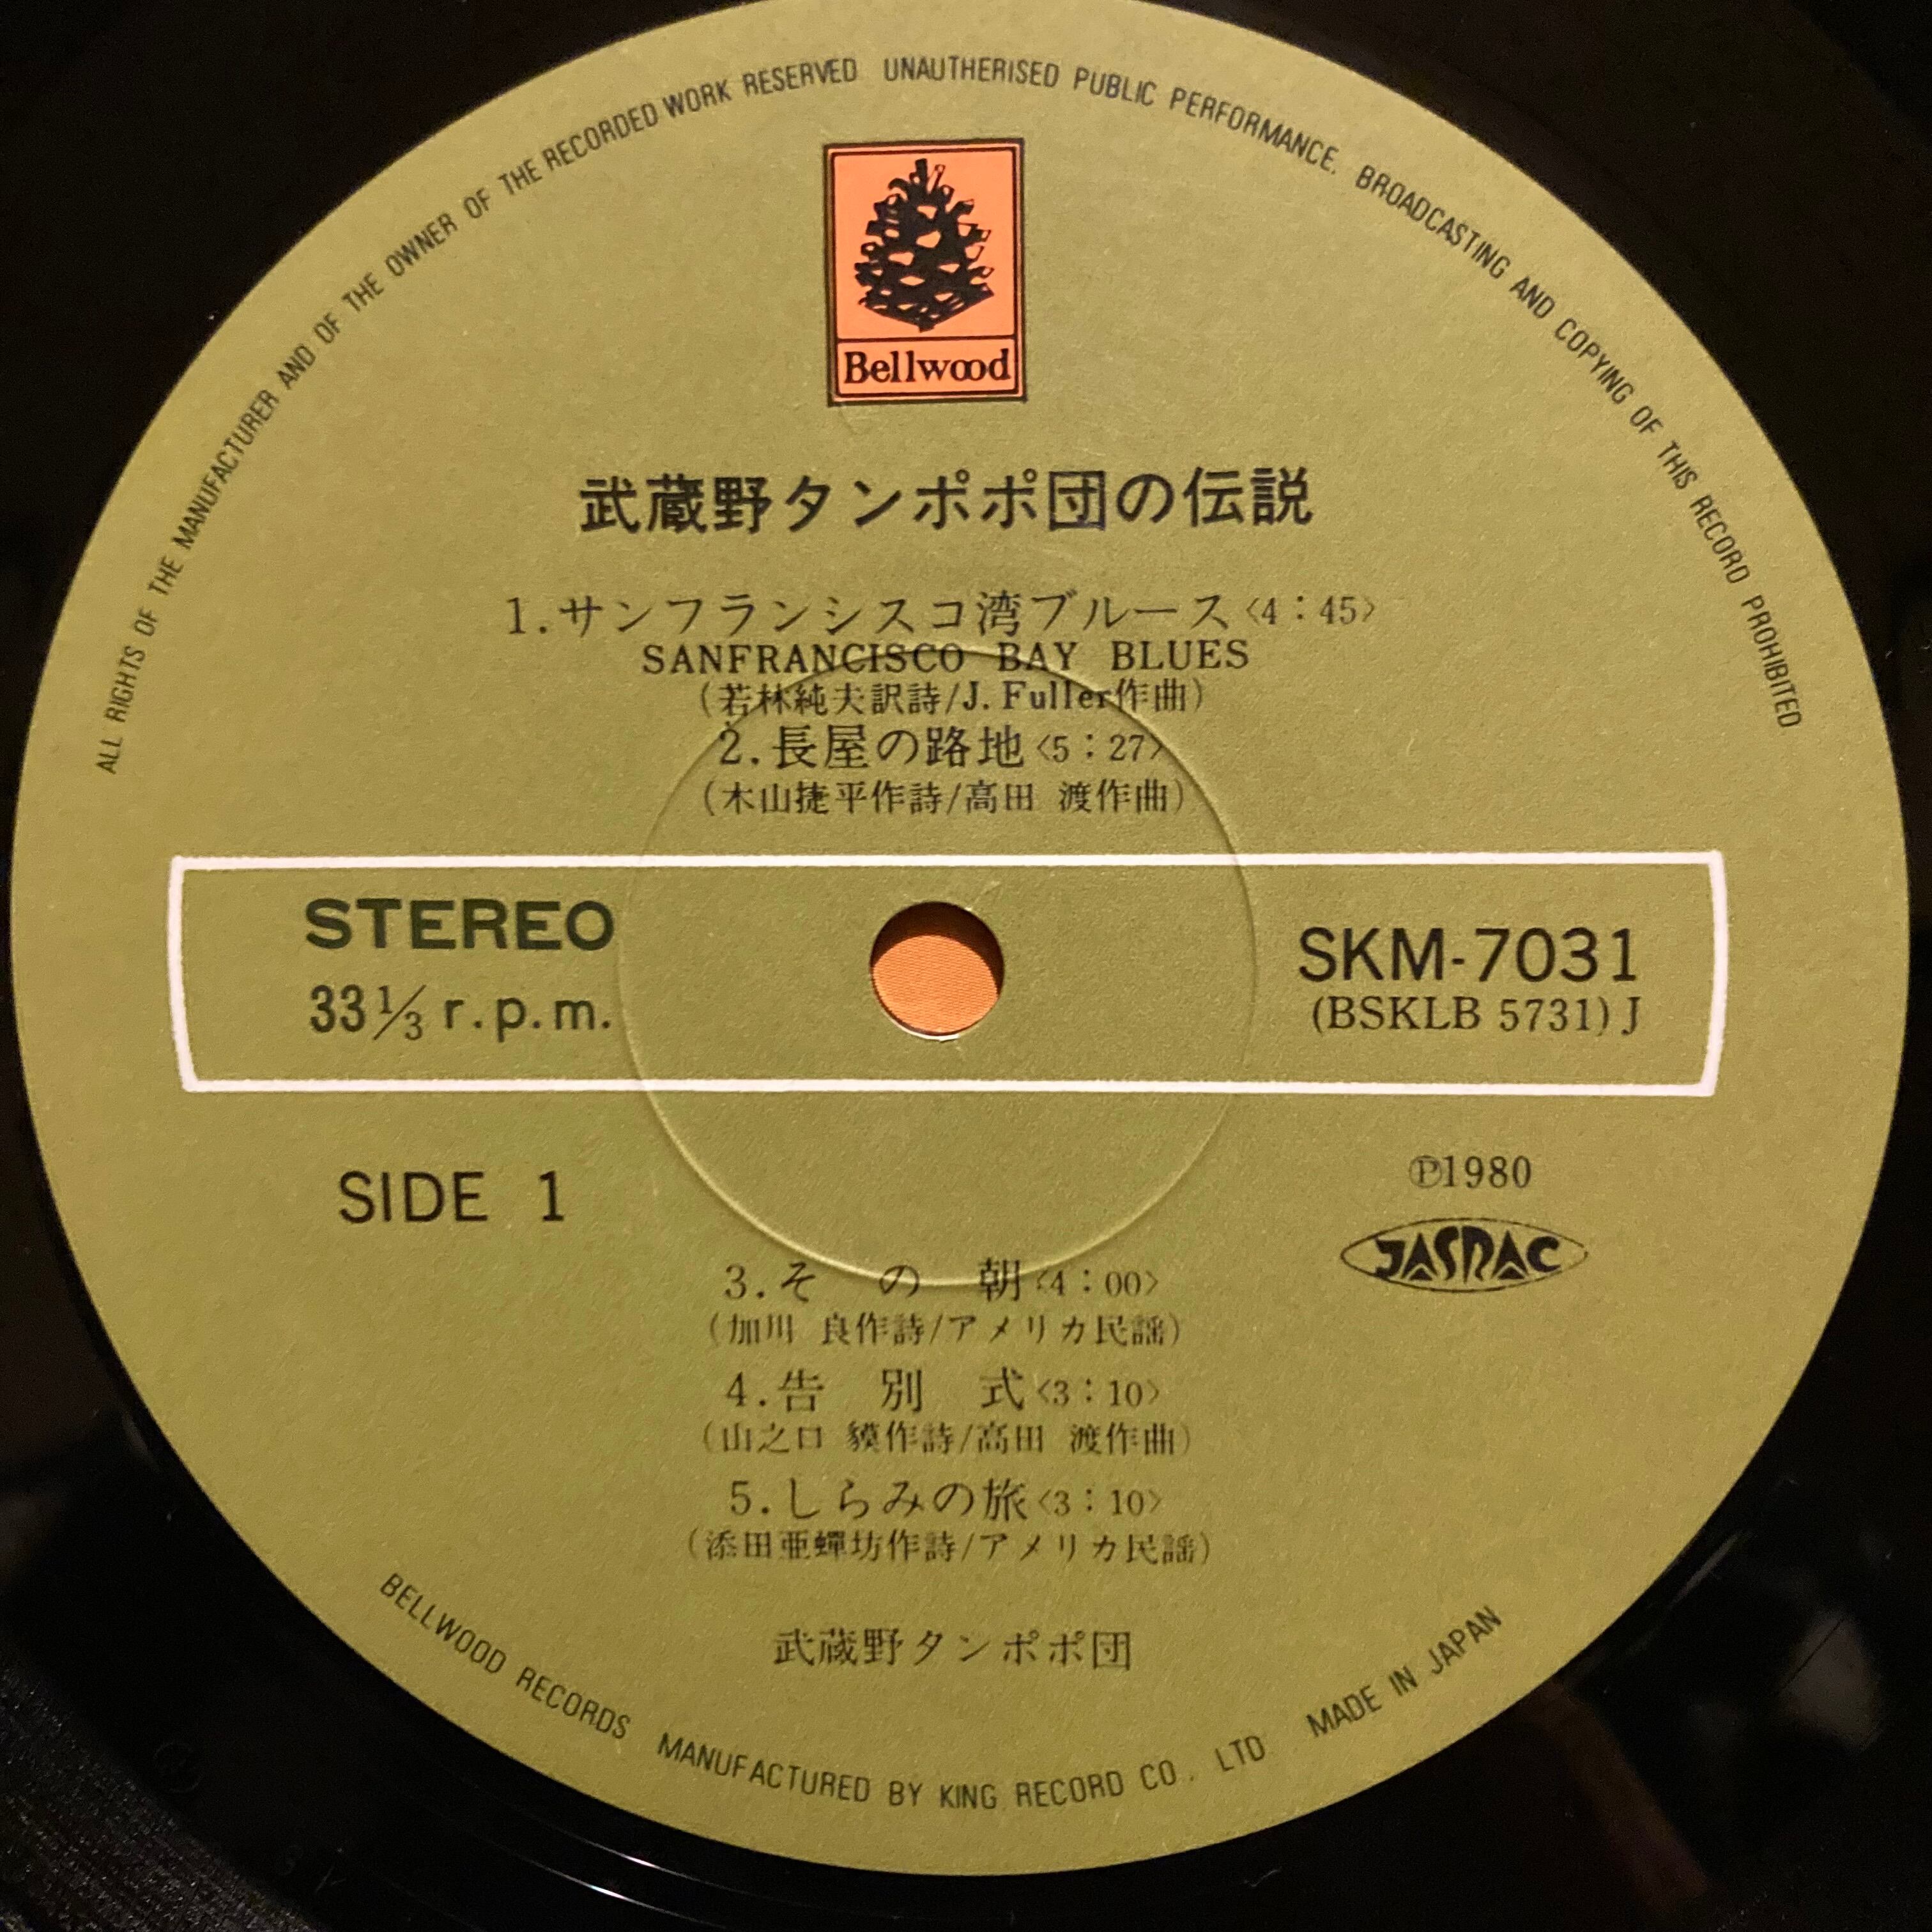 ALL RIGHTS OF THE MANUFACTURER AND OF THE OWNER OF THE RECORDED WORK RESERVED UNAUTHERISED PUBLIC PERFORMANCE. BROADCASTING AND COPYING OF THIS RECORD PROHIBITED
Bellwood
武蔵野タンポポ団の伝説
1.サンフランシスコ湾ブルース〈4：45〉
SANFRANCISCO BAY BLUES
(若林純夫訳詩/J. Fuller作曲)
2.長屋の路地〈5：27〉
(木山捷平作詩/高田 渡作曲)
STEREO
33⅓ r.p.m.
SKM-7031
(BSKLB 5731) J
SIDE 1
℗1980
JASRAC
3.そ の 朝〈4：00〉
(加川 良作詩/アメリカ民謡)
4.告 別 式〈3：10〉
(山之口 貘作詩/高田 渡作曲)
5.しらみの旅〈3：10〉
(添田亜蟬坊作詩/アメリカ民謡)
武蔵野タンポポ団
BELLWOOD RECORDS MANUFACTURED BY KING RECORD CO. LTD MADE IN JAPAN